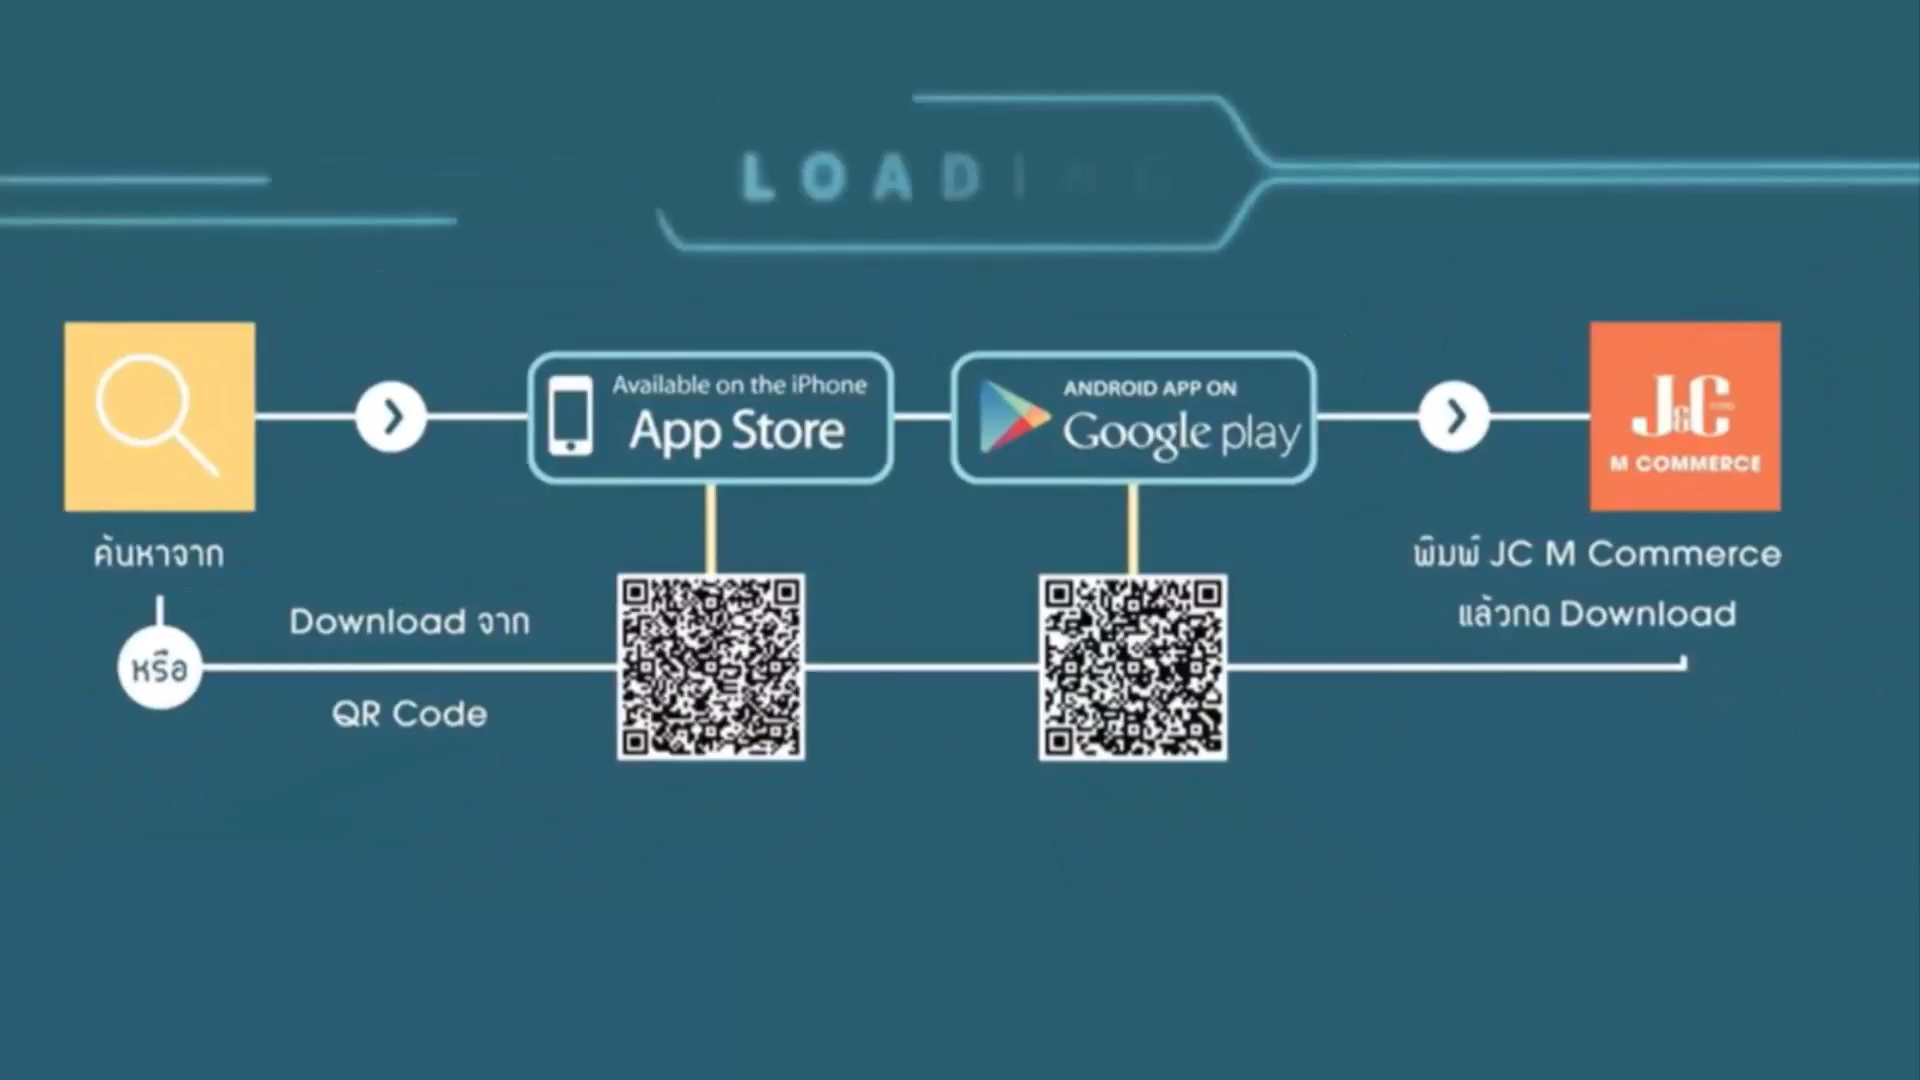 LOADING
Available on the iPhone
App Store
ANDROID APP ON
Google play
J&C
M COMMERCE
ค้นหาจาก
พิมพ์ JC M Commerce
แล้วกด Download
หรือ
Download จาก
QR Code